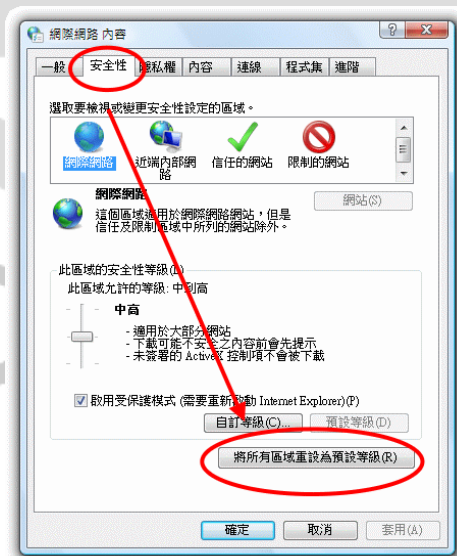 網際網路 內容
一般 安全性 隱私權 內容 連線 程式集 進階
選取要檢視或變更安全性設定的區域。
網際網路 近端內部網路 信任的網站 限制的網站
網際網路
網站(S)
這個區域適用於網際網路網站，但是
信任及限制區域中所列的網站除外。
此區域的安全性等級(L)
此區域允許的等級: 中到高
中高
- 適用於大部分網站
- 下載可能不安全之內容前會先提示
- 未簽署的 ActiveX 控制項不會被下載
啟用受保護模式 (需要重新啟動 Internet Explorer)(P)
自訂等級(C)... 預設等級(D)
將所有區域重設為預設等級(R)
確定 取消 套用(A)